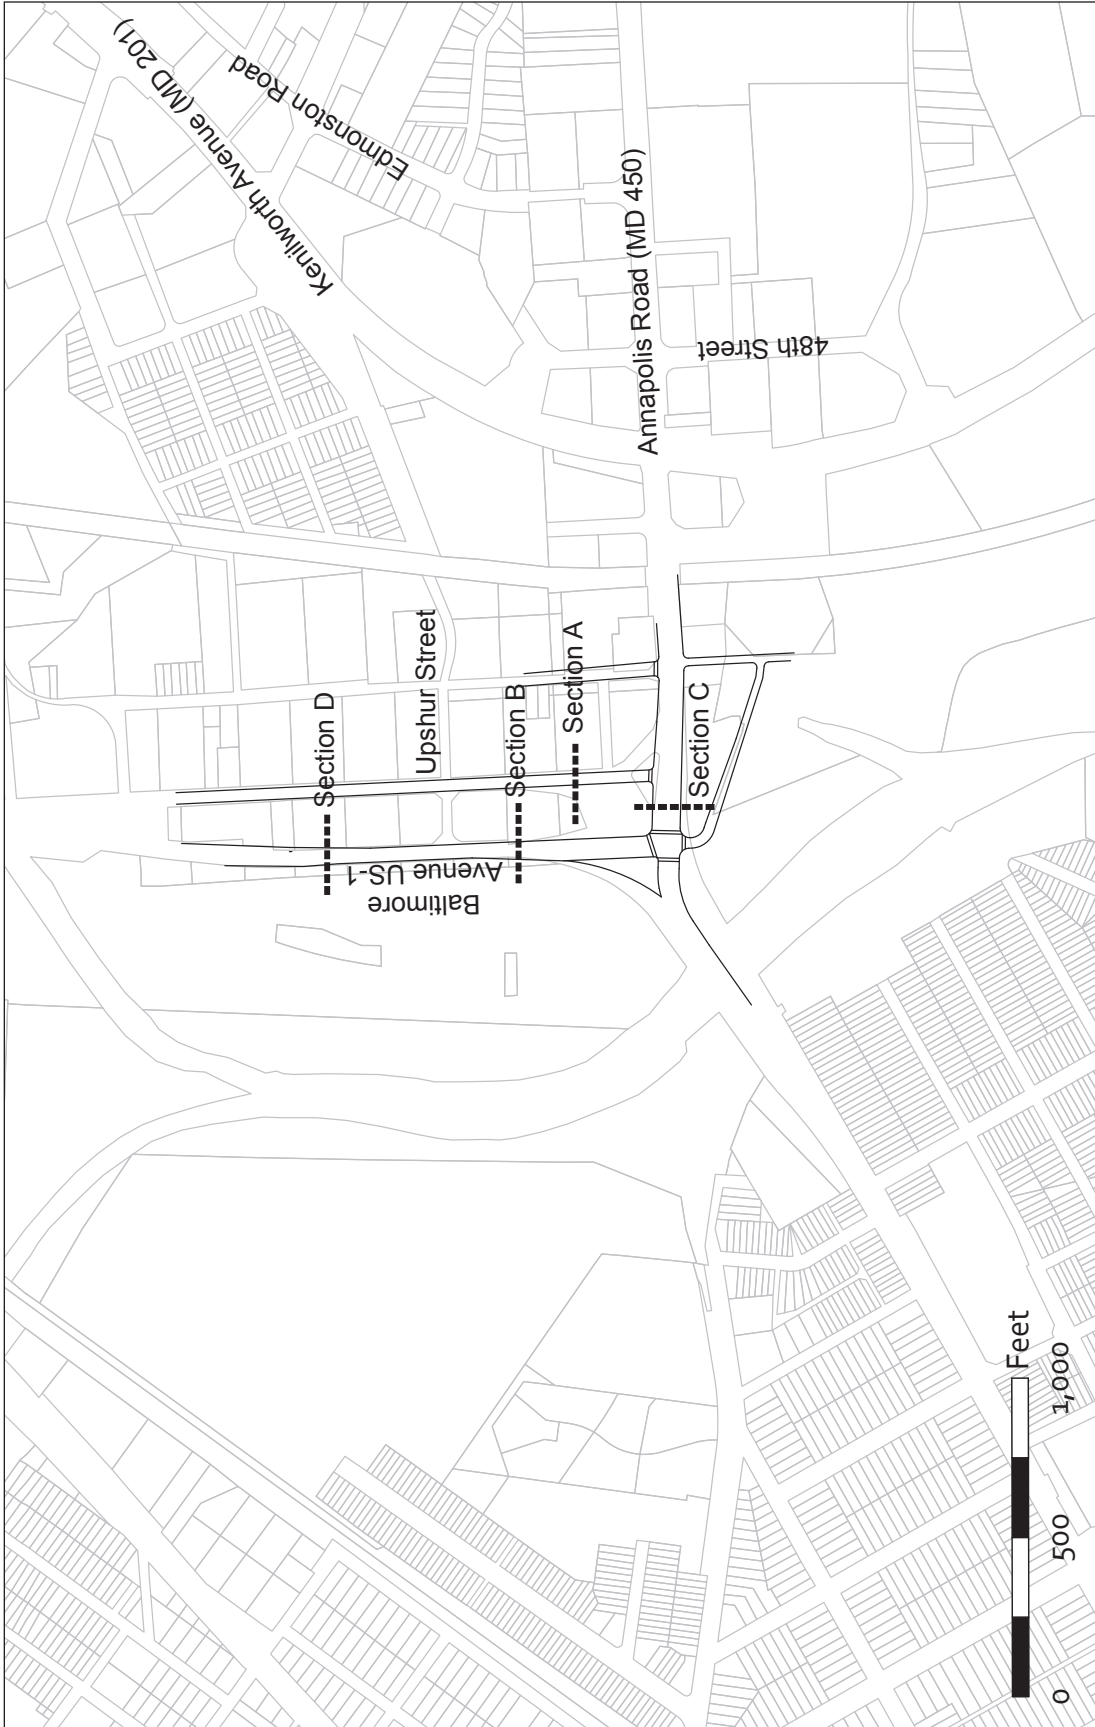 Kenilworth Avenue (MD 201)
Edmonston Road
Annapolis Road (MD 450)
48th Street
Upshur Street
Section D
Section B
Section A
Section C
Baltimore
Avenue US-1
0
500
1,000
Feet